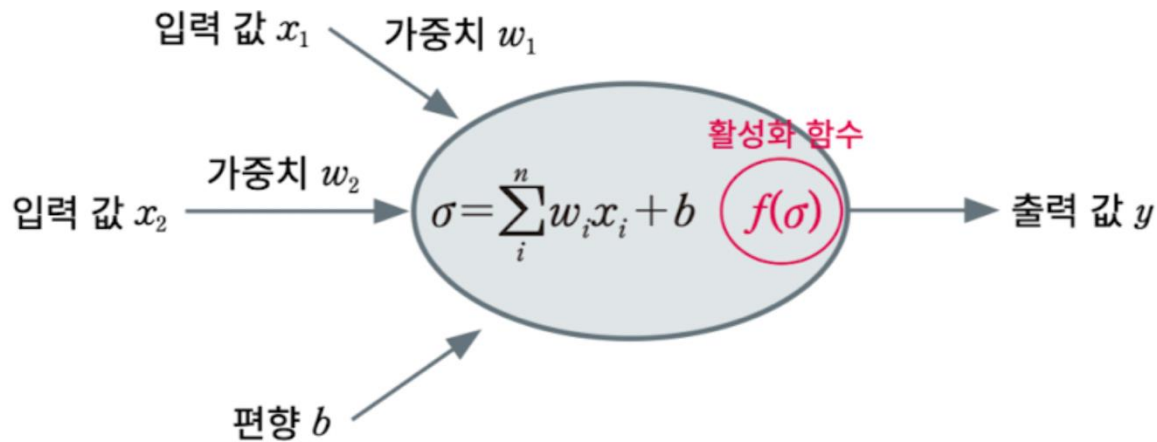 입력 값 x₁
가중치 w₁
활성화 함수
가중치 w₂
입력 값 x₂
σ=∑ⁿᵢwᵢxᵢ+b
f(σ)
출력 값 y
편향 b